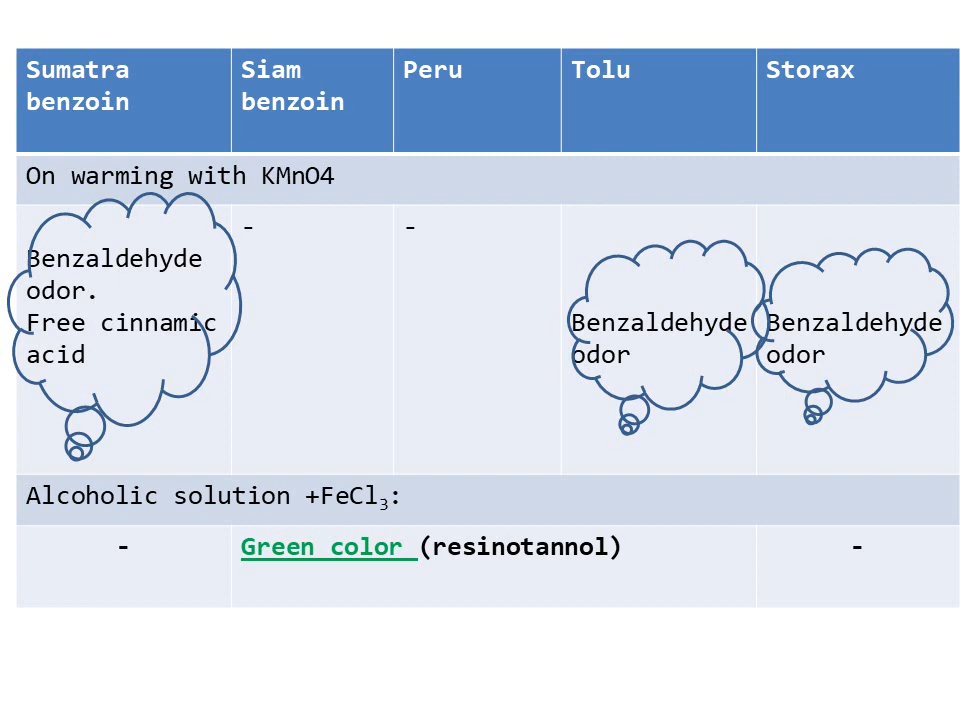 Sumatra benzoin
Siam benzoin
Peru
Tolu
Storax
On warming with KMnO4
Benzaldehyde
odor.
Free cinnamic
acid
-
-
Benzaldehyde
odor
Benzaldehyde
odor
Alcoholic solution +FeCl₃:
-
Green color (resinotannol)
-